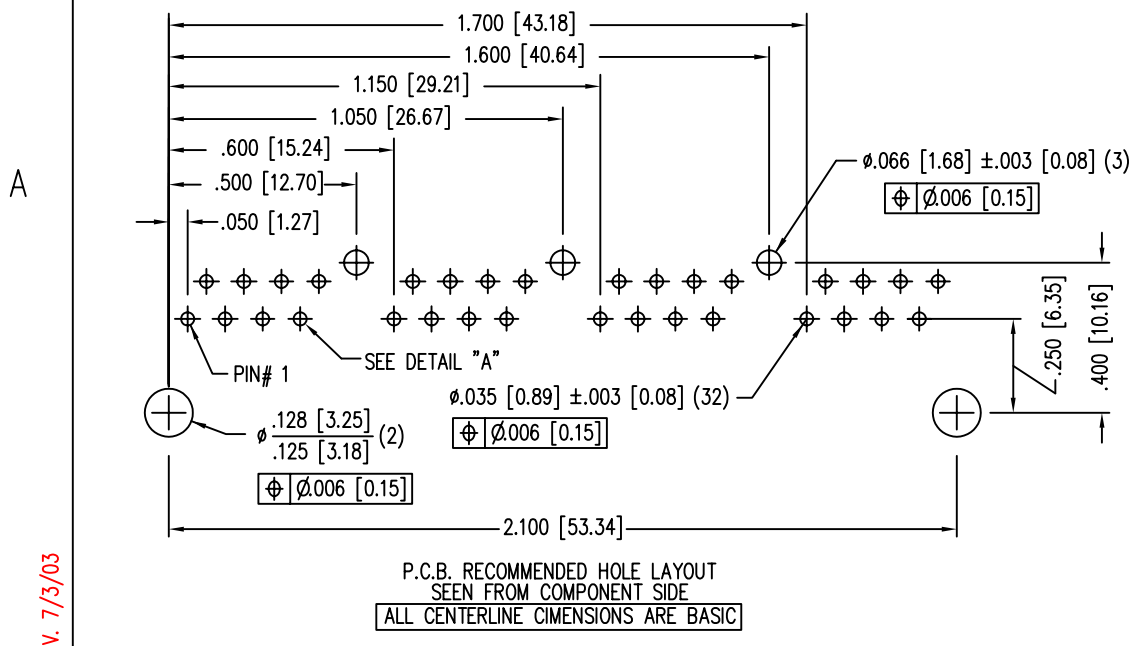 1.700 [43.18]
1.600 [40.64]
1.150 [29.21]
1.050 [26.67]
.600 [15.24]
.500 [12.70]
.050 [1.27]
A
⌀.066 [1.68] ±.003 [0.08] (3)
⌖ ⌀.006 [0.15]
.250 [6.35]
.400 [10.16]
PIN# 1
SEE DETAIL "A"
⌀.035 [0.89] ±.003 [0.08] (32)
⌖ ⌀.006 [0.15]
⌀ .128 [3.25]
.125 [3.18] (2)
⌖ ⌀.006 [0.15]
2.100 [53.34]
P.C.B. RECOMMENDED HOLE LAYOUT
SEEN FROM COMPONENT SIDE
ALL CENTERLINE CIMENSIONS ARE BASIC
V. 7/3/03